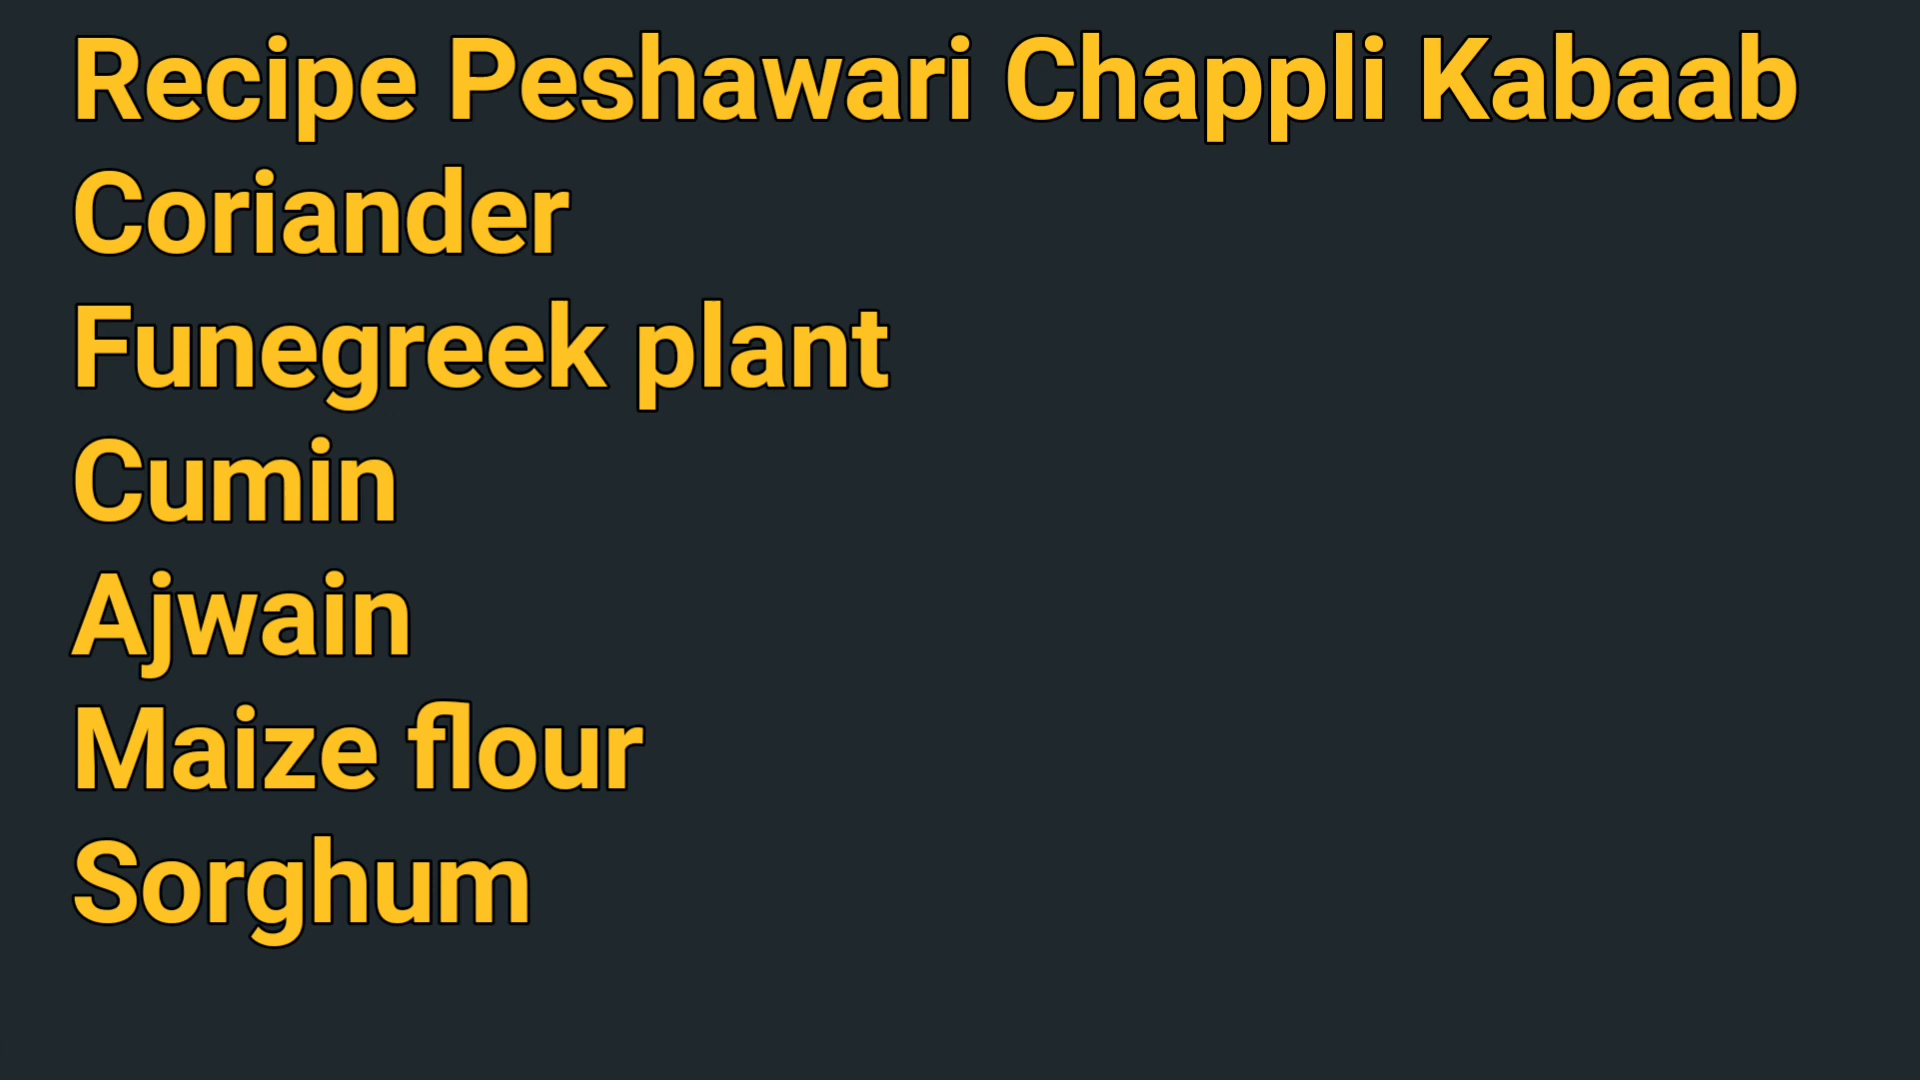 Recipe Peshawari Chappli Kabaab
Coriander
Funegreek plant
Cumin
Ajwain
Maize flour
Sorghum